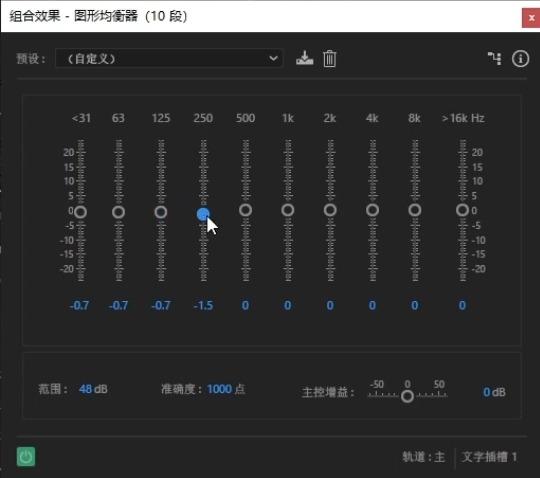 组合效果 - 图形均衡器（10 段）
预设： （自定义）
<31 63 125 250 500 1k 2k 4k 8k >16k Hz
20 20
15 15
10 10
5 5
0 0
-5 -5
-10 -10
-15 -15
-20 -20
-0.7 -0.7 -0.7 -1.5 0 0 0 0 0 0
-50 0 50
范围： 48 dB 准确度：1000 点 主控增益： 0 dB
轨道：主 文字插槽 1